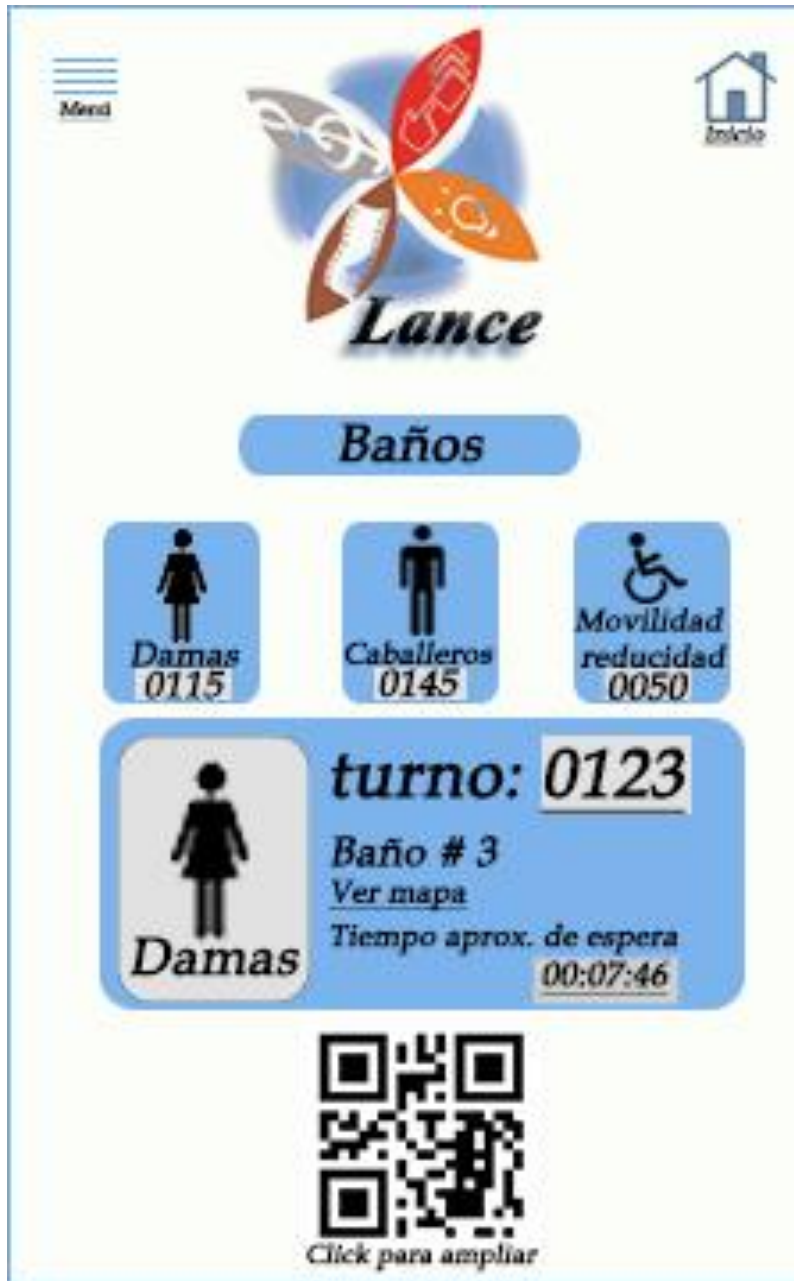 Menú
Inicio
Lance
Baños
Damas
0115
Caballeros
0145
Movilidad
reducidad
0050
Damas
turno: 0123
Baño # 3
Ver mapa
Tiempo aprox. de espera
00:07:46
Click para ampliar